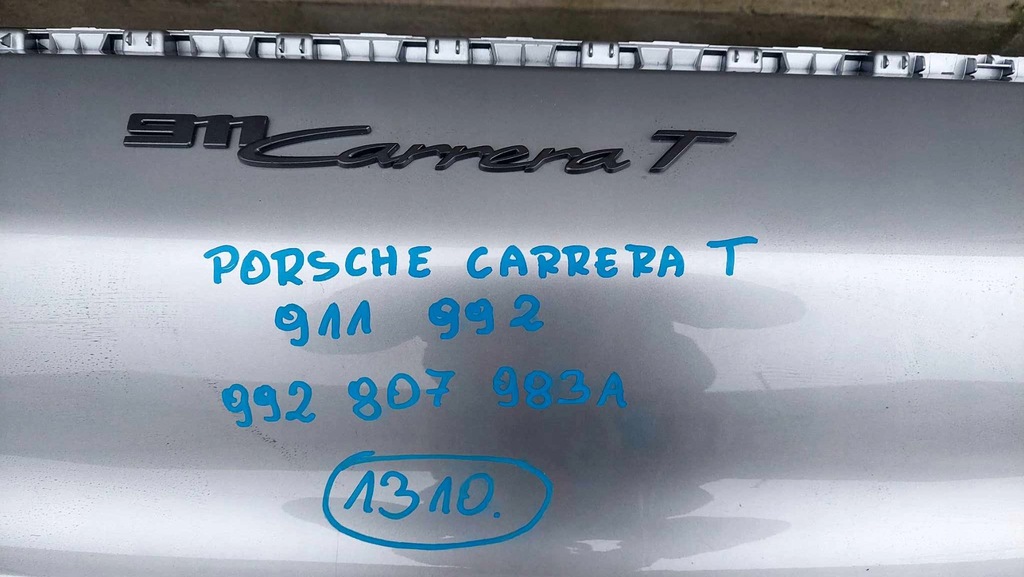 911 Carrera T
PORSCHE CARRERA T
911 992
992 807 983A
1310.